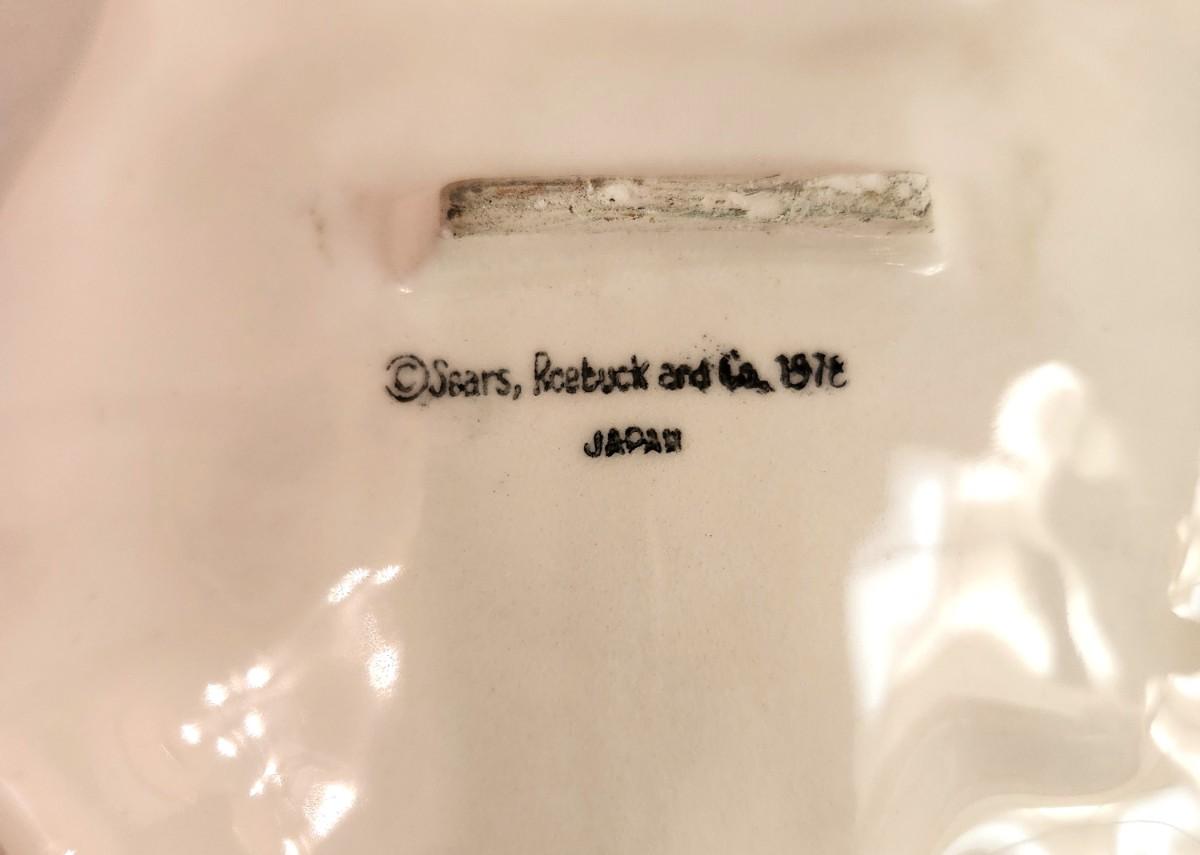 ©Sears, Roebuck and Co. 1978
JAPAN